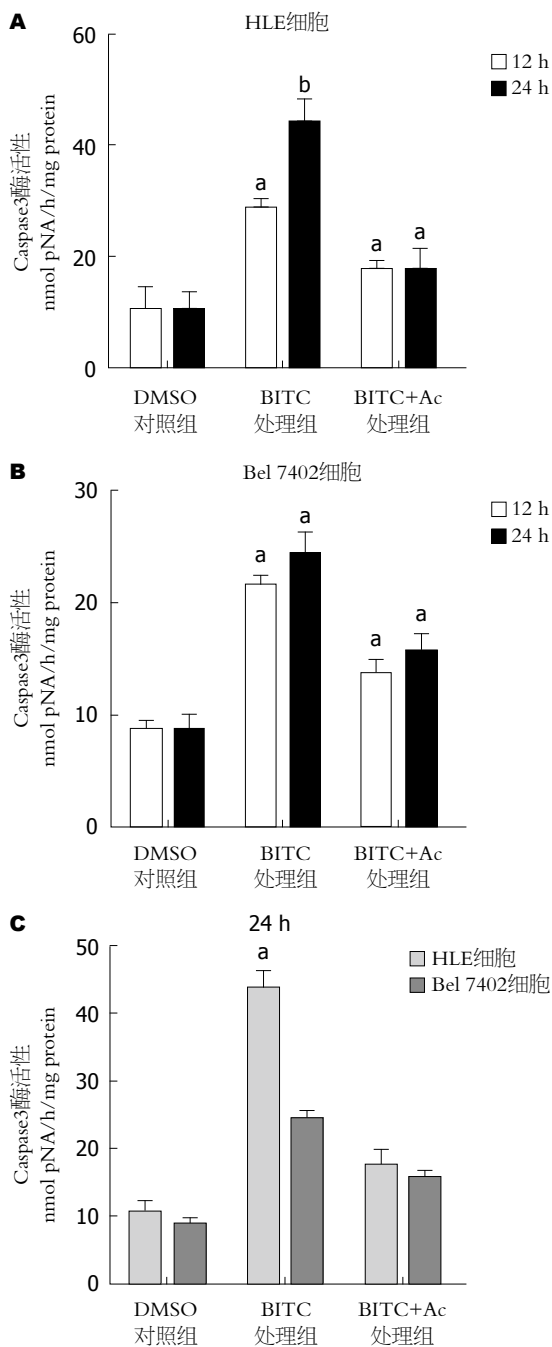 A
HLE细胞
12 h
24 h
Caspase3酶活性
nmol pNA/h/mg protein
60
40
20
0
a
b
a
a
DMSO
对照组
BITC
处理组
BITC+Ac
处理组
B
Bel 7402细胞
12 h
24 h
Caspase3酶活性
nmol pNA/h/mg protein
30
20
10
0
a
a
a
a
DMSO
对照组
BITC
处理组
BITC+Ac
处理组
C
24 h
HLE细胞
Bel 7402细胞
Caspase3酶活性
nmol pNA/h/mg protein
50
40
30
20
10
0
a
DMSO
对照组
BITC
处理组
BITC+Ac
处理组